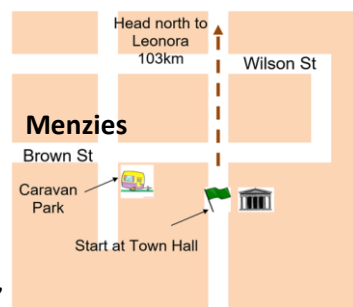 Head north to
Leonora
103km
Wilson St
Menzies
Brown St
Caravan
Park
Start at Town Hall